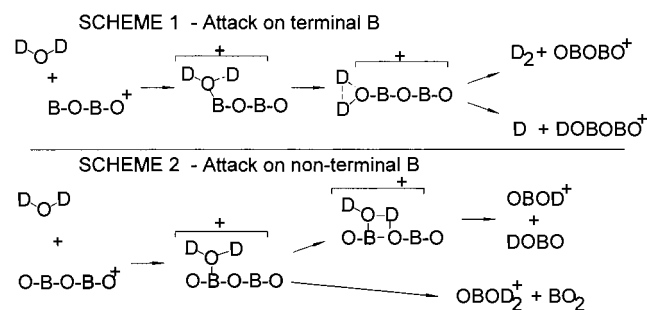 SCHEME 1 - Attack on terminal B
D O D
+
B-O-B-O+
+
D O D
B-O-B-O
+
D
D O-B-O-B-O
D2 + OBOBO+
D + DOBOBO+
SCHEME 2 - Attack on non-terminal B
D O D
+
O-B-O-B-O+
+
D O D
O-B-O-B-O
+
D O D
O-B-O-B-O
OBOD+
+
DOBO
OBOD2+ + BO2